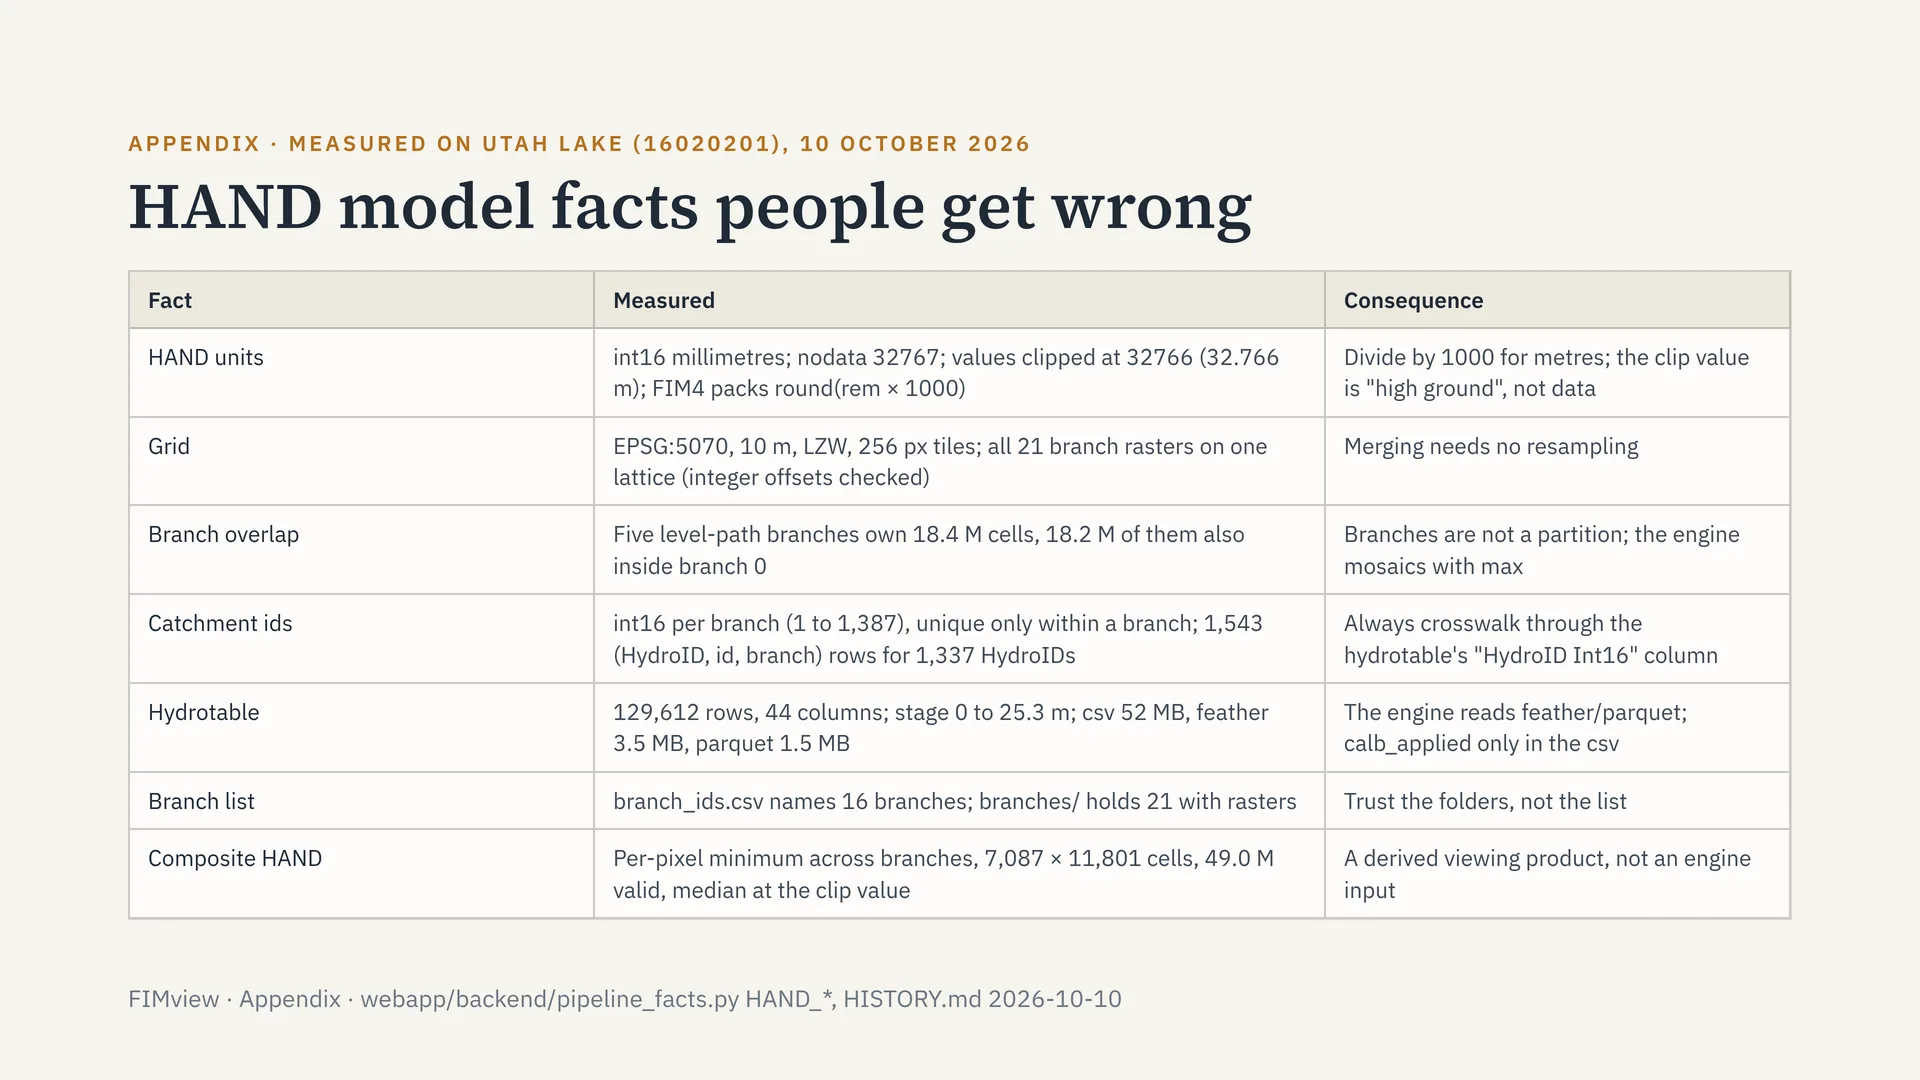 APPENDIX · MEASURED ON UTAH LAKE (16020201), 10 OCTOBER 2026
HAND model facts people get wrong
Fact
Measured
Consequence
HAND units
int16 millimetres; nodata 32767; values clipped at 32766 (32.766
m); FIM4 packs round(rem × 1000)
Divide by 1000 for metres; the clip value
is "high ground", not data
Grid
EPSG:5070, 10 m, LZW, 256 px tiles; all 21 branch rasters on one
lattice (integer offsets checked)
Merging needs no resampling
Branch overlap
Five level-path branches own 18.4 M cells, 18.2 M of them also
inside branch 0
Branches are not a partition; the engine
mosaics with max
Catchment ids
int16 per branch (1 to 1,387), unique only within a branch; 1,543
(HydroID, id, branch) rows for 1,337 HydroIDs
Always crosswalk through the
hydrotable's "HydroID Int16" column
Hydrotable
129,612 rows, 44 columns; stage 0 to 25.3 m; csv 52 MB, feather
3.5 MB, parquet 1.5 MB
The engine reads feather/parquet;
calb_applied only in the csv
Branch list
branch_ids.csv names 16 branches; branches/ holds 21 with rasters
Trust the folders, not the list
Composite HAND
Per-pixel minimum across branches, 7,087 × 11,801 cells, 49.0 M
valid, median at the clip value
A derived viewing product, not an engine
input
FIMview · Appendix · webapp/backend/pipeline_facts.py HAND_*, HISTORY.md 2026-10-10